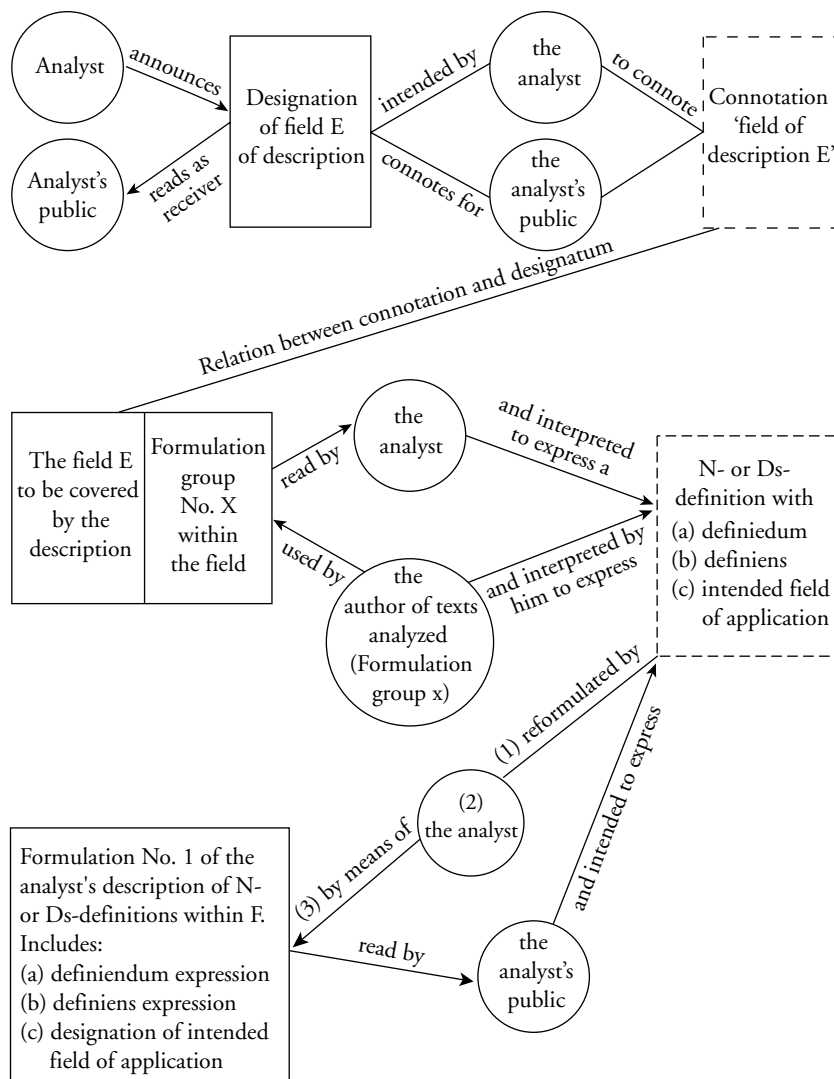 Analyst
announces
Designation
of field E
of description
intended by
the
analyst
to connote
Connotation
‘field of
description E’
Analyst's
public
reads as
receiver
connotes for
the
analyst's
public
Relation between connotation and designatum
The field E
to be covered
by the
description
Formulation
group
No. X
within
the field
read by
the
analyst
and interpreted
to express a
used by
the
author of texts
analyzed
(Formulation
group x)
and interpreted by
him to express
N- or Ds-
definition with
(a) definiedum
(b) definiens
(c) intended field
of application
(1) reformulated by
(2)
the analyst
(3) by means of
and intended to express
Formulation No. 1 of the
analyst's description of N-
or Ds-definitions within F.
Includes:
(a) definiendum expression
(b) definiens expression
(c) designation of intended
field of application
read by
the
analyst's
public